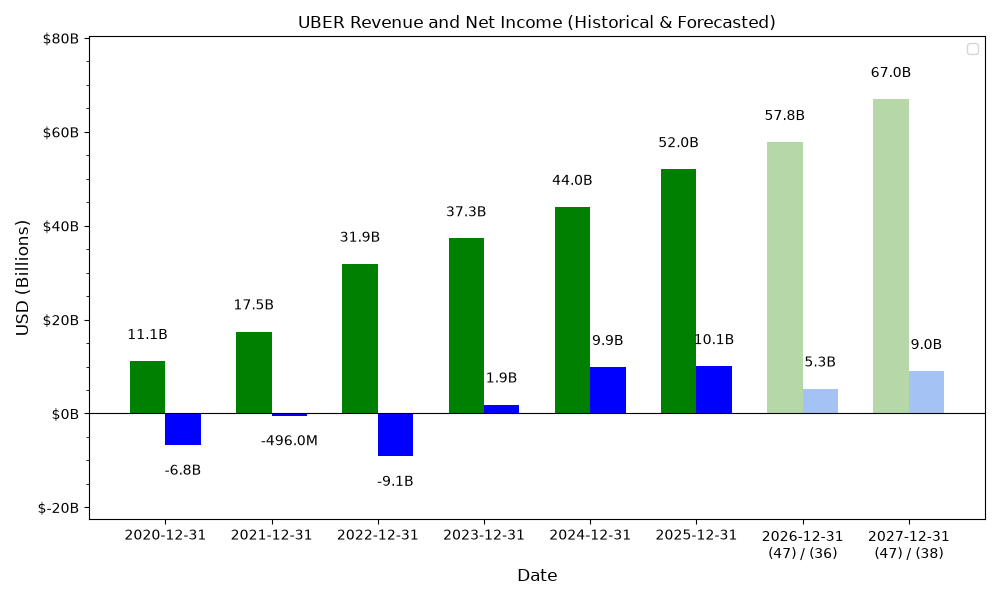 UBER Revenue and Net Income (Historical & Forecasted)
$80B
$60B
$40B
$20B
$0B
$-20B
USD (Billions)
11.1B
17.5B
31.9B
37.3B
44.0B
52.0B
57.8B
67.0B
-6.8B
-496.0M
-9.1B
1.9B
9.9B
10.1B
5.3B
9.0B
2020-12-31
2021-12-31
2022-12-31
2023-12-31
2024-12-31
2025-12-31
2026-12-31
(47) / (36)
2027-12-31
(47) / (38)
Date